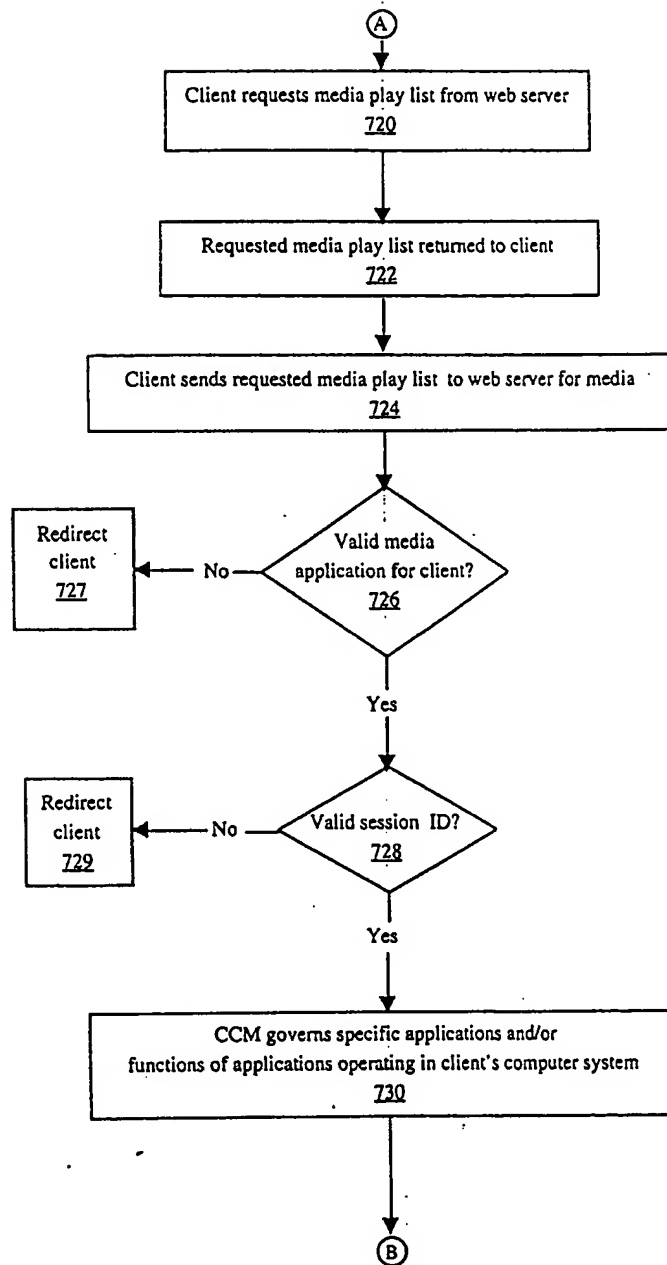 A
Client requests media play list from web server
720
Requested media play list returned to client
722
Client sends requested media play list to web server for media
724
Valid media
application for client?
726
No
Redirect
client
727
Yes
Valid session ID?
728
No
Redirect
client
729
Yes
CCM governs specific applications and/or
functions of applications operating in client's computer system
730
B